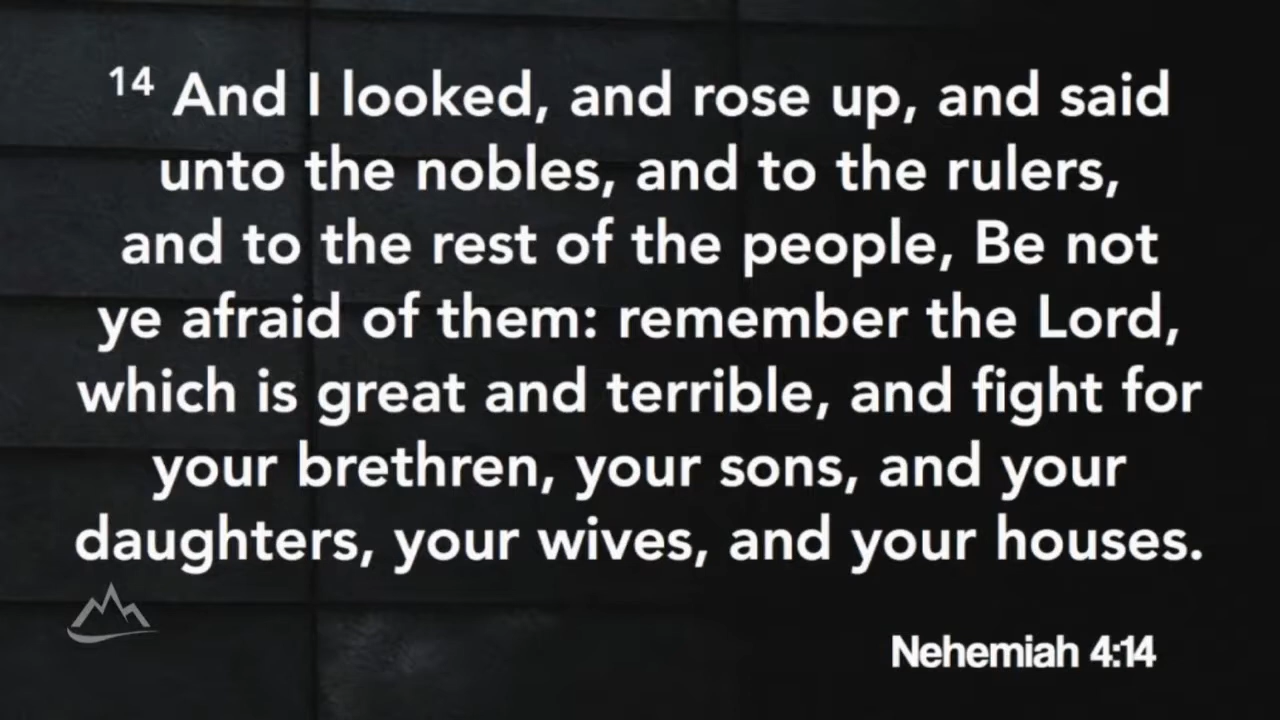 14 And I looked, and rose up, and said
unto the nobles, and to the rulers,
and to the rest of the people, Be not
ye afraid of them: remember the Lord,
which is great and terrible, and fight for
your brethren, your sons, and your
daughters, your wives, and your houses.
Nehemiah 4:14